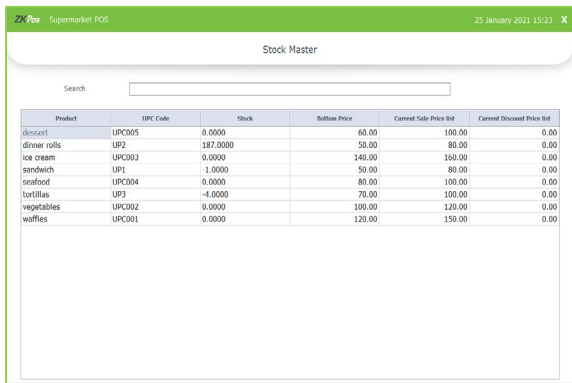 ZKPos Supermarket POS 25 January 2021 15:23 X
Stock Master
Search
Product UPC Code Stock Bottom Price Current Sale Price list Current Discount Price list
dessert UPC005 0.0000 60.00 100.00 0.00
dinner rolls UP2 187.0000 50.00 80.00 0.00
ice cream UPC003 0.0000 140.00 160.00 0.00
sandwich UP1 -1.0000 50.00 80.00 0.00
seafood UPC004 0.0000 80.00 100.00 0.00
tortillas UP3 -4.0000 70.00 100.00 0.00
vegetables UPC002 0.0000 100.00 120.00 0.00
waffles UPC001 0.0000 120.00 150.00 0.00